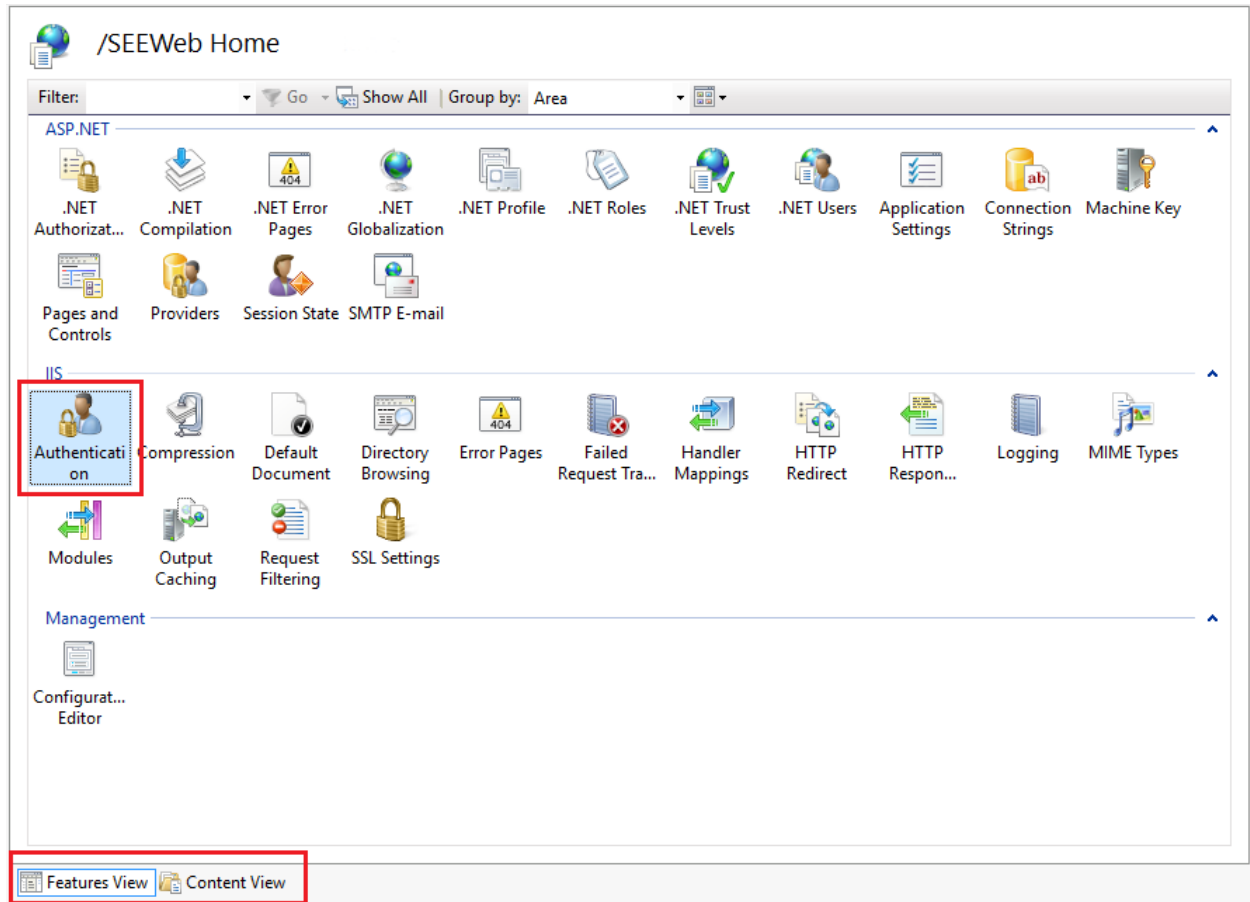 /SEEWeb Home
Filter: Go Show All Group by: Area
ASP.NET
.NET Authorizat...
.NET Compilation
.NET Error Pages
.NET Globalization
.NET Profile
.NET Roles
.NET Trust Levels
.NET Users
Application Settings
Connection Strings
Machine Key
Pages and Controls
Providers
Session State
SMTP E-mail
IIS
Authenticati on
Compression
Default Document
Directory Browsing
Error Pages
Failed Request Tra...
Handler Mappings
HTTP Redirect
HTTP Respon...
Logging
MIME Types
Modules
Output Caching
Request Filtering
SSL Settings
Management
Configurat... Editor
Features View Content View